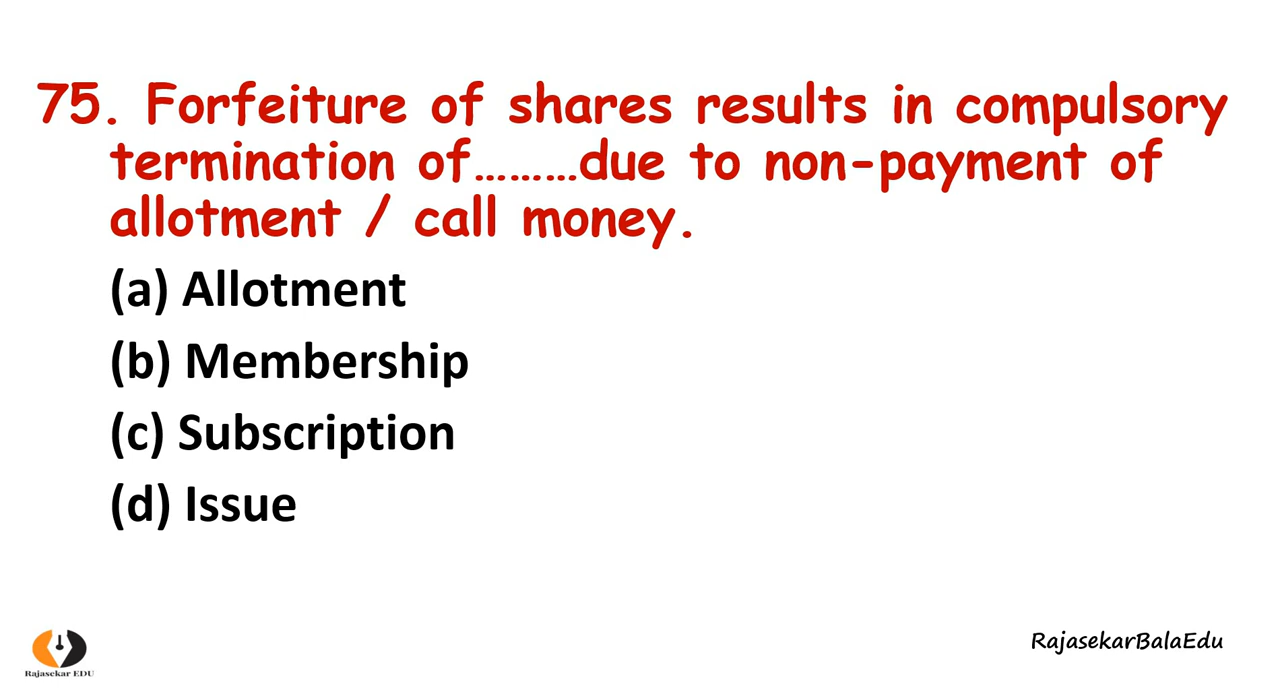 75. Forfeiture of shares results in compulsory
termination of………due to non-payment of
allotment / call money.
(a) Allotment
(b) Membership
(c) Subscription
(d) Issue
Rajasekar EDU
RajasekarBalaEdu